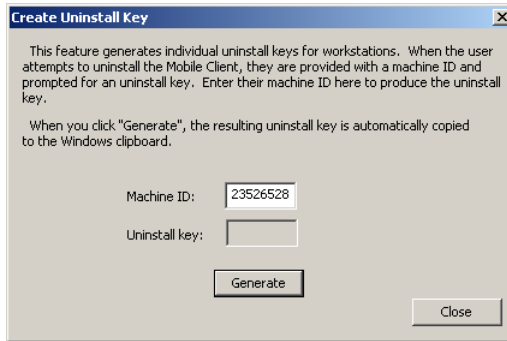 Create Uninstall Key
This feature generates individual uninstall keys for workstations. When the user
attempts to uninstall the Mobile Client, they are provided with a machine ID and
prompted for an uninstall key. Enter their machine ID here to produce the uninstall
key.
When you click "Generate", the resulting uninstall key is automatically copied
to the Windows clipboard.
Machine ID: 23526528
Uninstall key:
Generate
Close